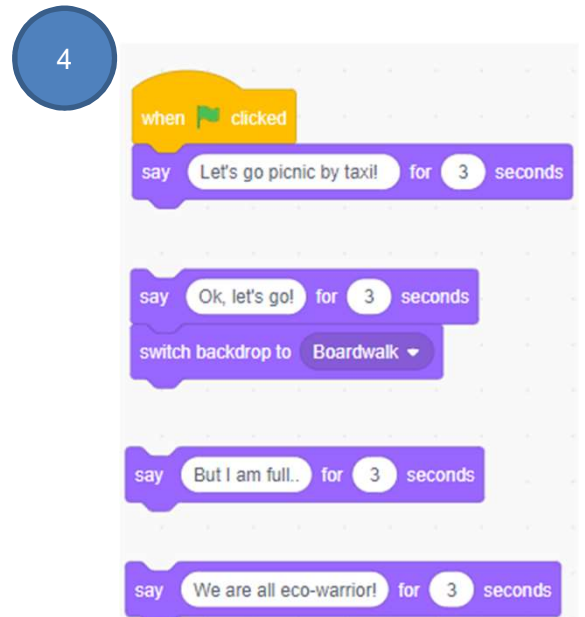 4
when clicked
say Let's go picnic by taxi! for 3 seconds
say Ok, let's go! for 3 seconds
switch backdrop to Boardwalk
say But I am full.. for 3 seconds
say We are all eco-warrior! for 3 seconds